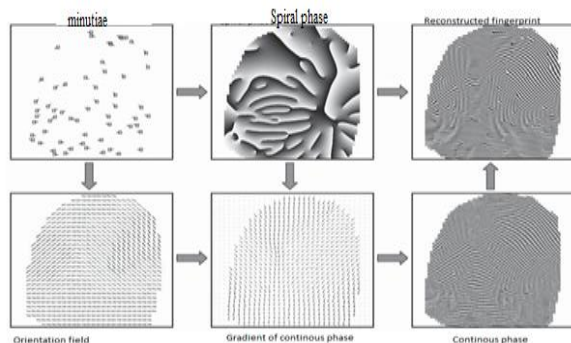 minutiae
Spiral phase
Reconstructed fingerprint
Orientation field
Gradient of continous phase
Continous phase